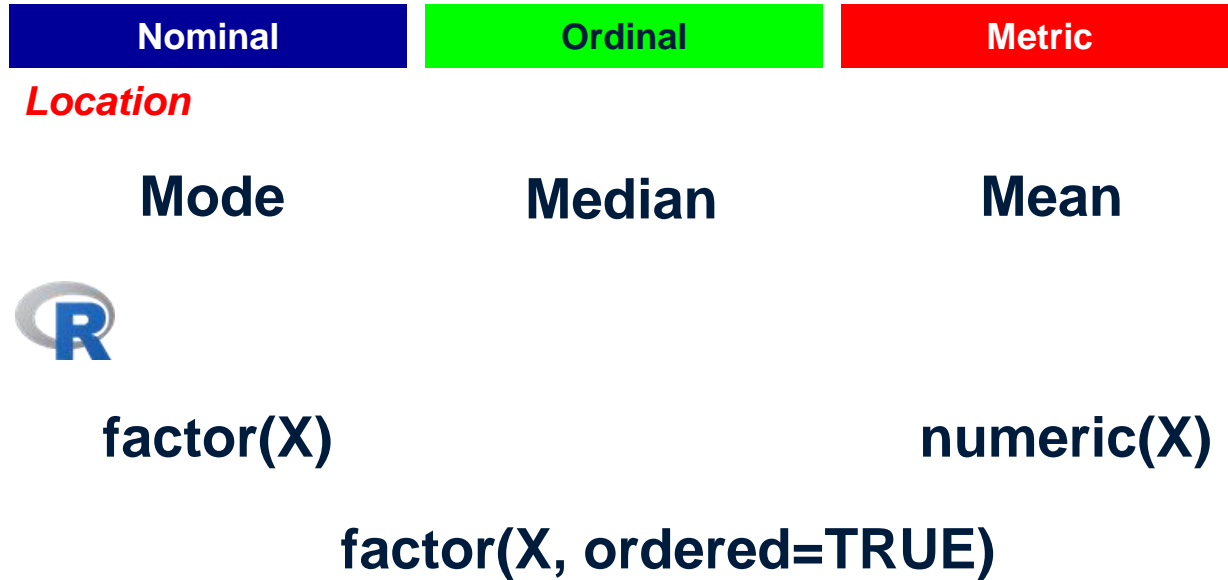 Nominal Ordinal Metric
Location
Mode Median Mean
R
factor(X) numeric(X)
factor(X, ordered=TRUE)